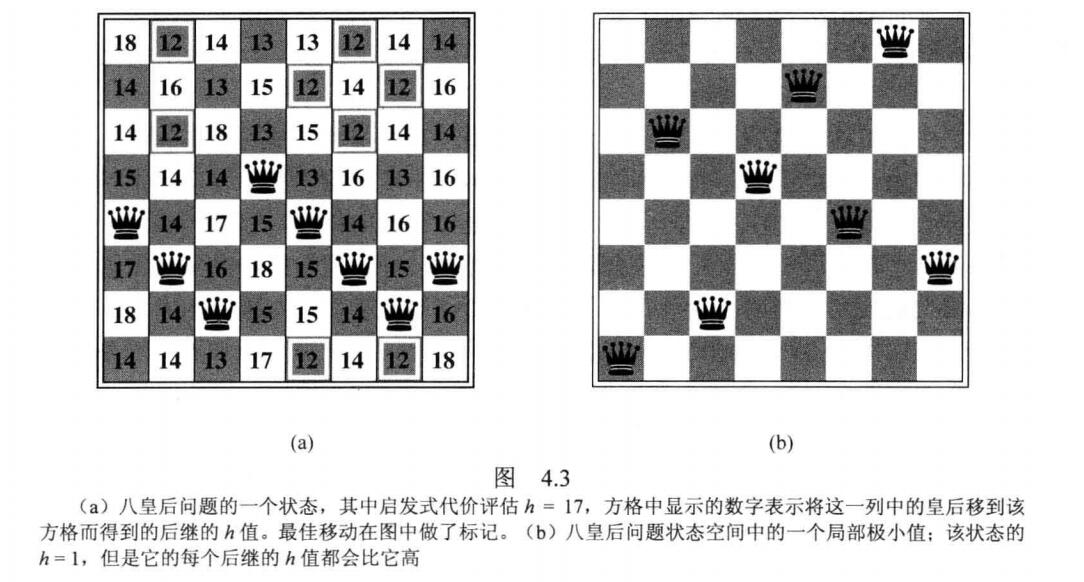 18 12 14 13 13 12 14 14
14 16 13 15 12 14 12 16
14 12 18 13 15 12 14 14
15 14 14 13 16 13 16
14 17 15 14 16 16
17 16 18 15 15
18 14 15 15 14 16
14 14 13 17 12 14 12 18
(a) (b)
图 4.3
(a) 八皇后问题的一个状态，其中启发式代价评估 h = 17，方格中显示的数字表示将这一列中的皇后移到该
方格而得到的后继的 h 值。最佳移动在图中做了标记。(b) 八皇后问题状态空间中的一个局部极小值；该状态的
h = 1，但是它的每个后继的 h 值都会比它高